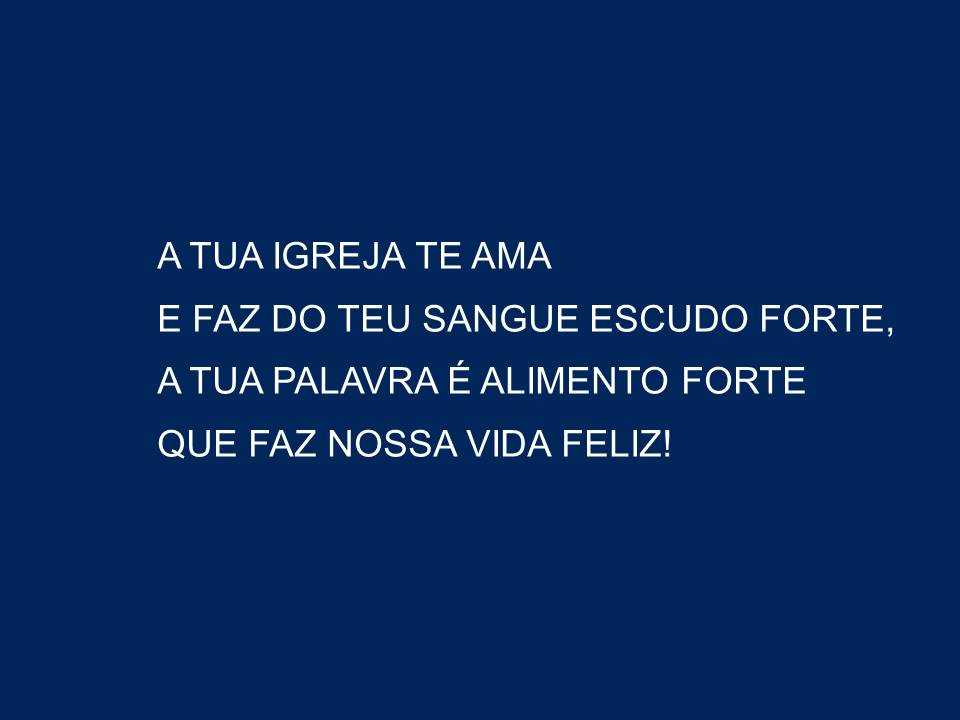 A TUA IGREJA TE AMA
E FAZ DO TEU SANGUE ESCUDO FORTE,
A TUA PALAVRA É ALIMENTO FORTE
QUE FAZ NOSSA VIDA FELIZ!